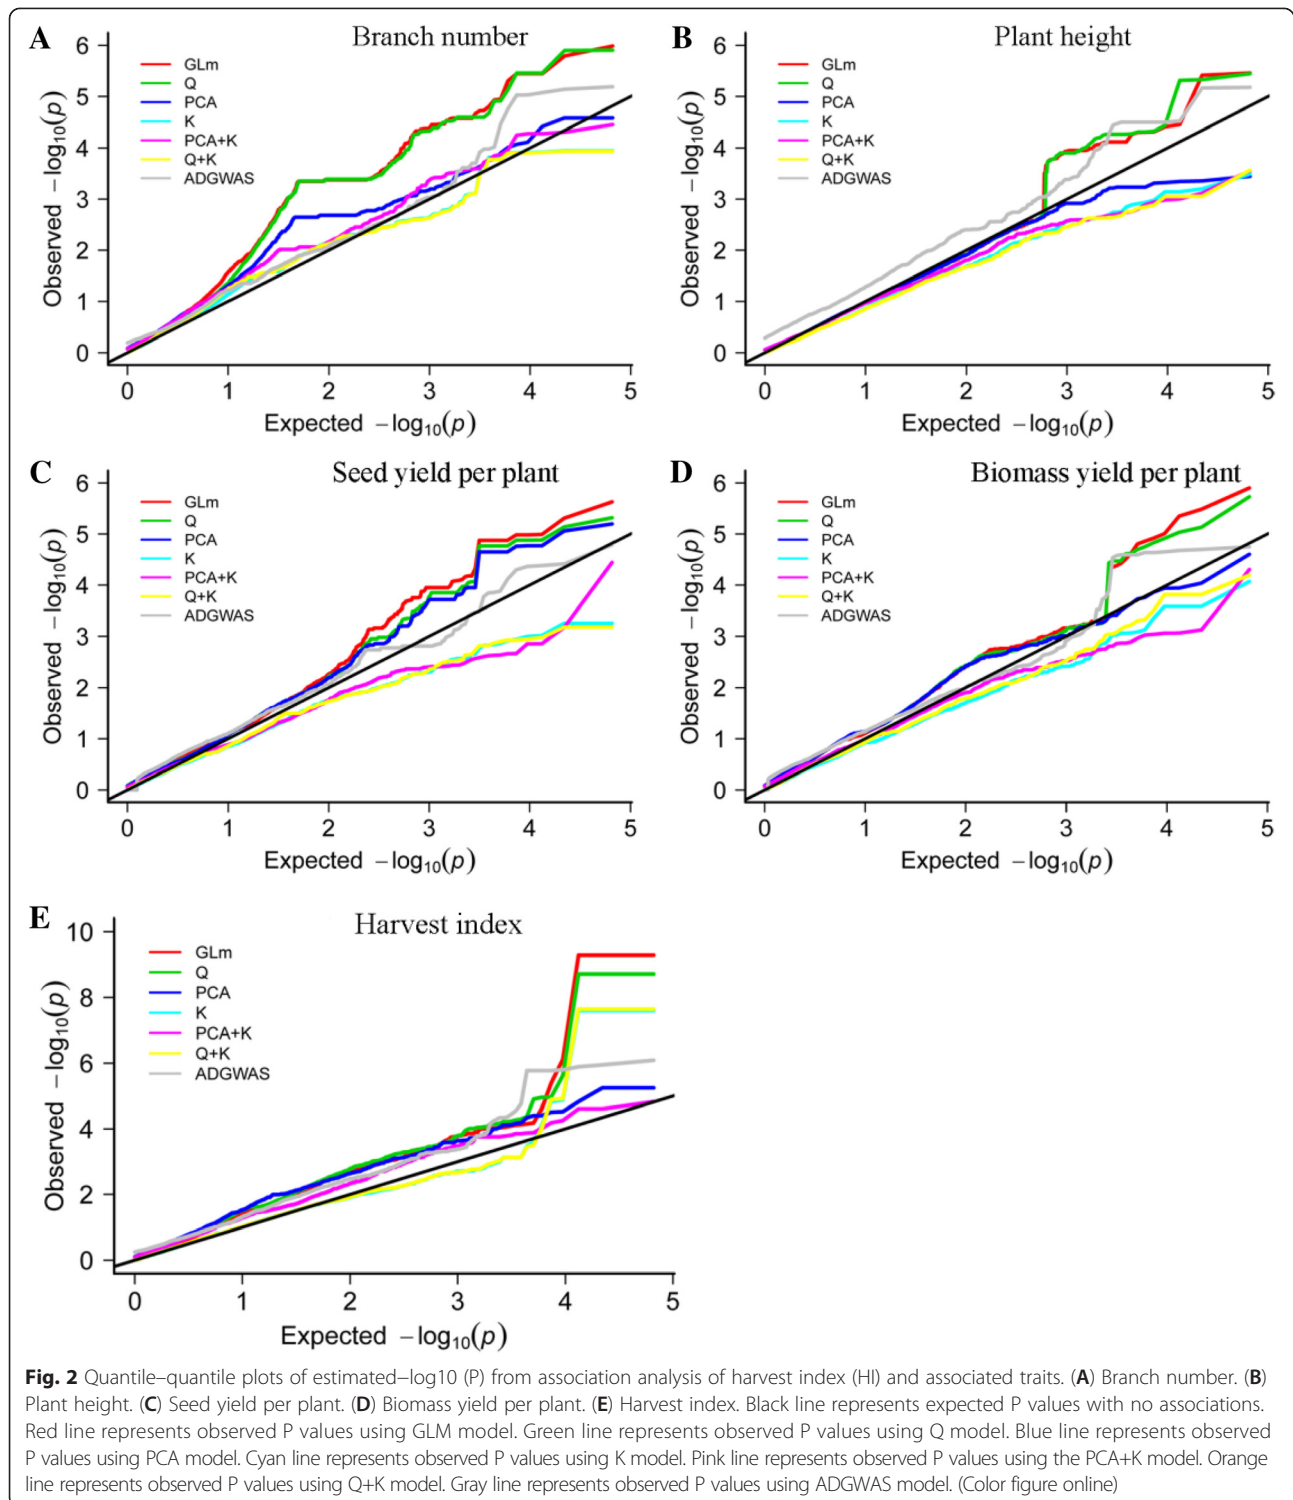 A
Branch number
6
5
4
3
2
1
0
Observed −log10(p)
GLm
Q
PCA
K
PCA+K
Q+K
ADGWAS
0 1 2 3 4 5
Expected −log10(p)
B
Plant height
6
5
4
3
2
1
0
Observed −log10(p)
GLm
Q
PCA
K
PCA+K
Q+K
ADGWAS
0 1 2 3 4 5
Expected −log10(p)
C
Seed yield per plant
6
5
4
3
2
1
0
Observed −log10(p)
GLm
Q
PCA
K
PCA+K
Q+K
ADGWAS
0 1 2 3 4 5
Expected −log10(p)
D
Biomass yield per plant
6
5
4
3
2
1
0
Observed −log10(p)
GLm
Q
PCA
K
PCA+K
Q+K
ADGWAS
0 1 2 3 4 5
Expected −log10(p)
E
Harvest index
10
8
6
4
2
0
Observed −log10(p)
GLm
Q
PCA
K
PCA+K
Q+K
ADGWAS
0 1 2 3 4 5
Expected −log10(p)
Fig. 2 Quantile–quantile plots of estimated−log10 (P) from association analysis of harvest index (HI) and associated traits. (A) Branch number. (B)
Plant height. (C) Seed yield per plant. (D) Biomass yield per plant. (E) Harvest index. Black line represents expected P values with no associations.
Red line represents observed P values using GLM model. Green line represents observed P values using Q model. Blue line represents observed
P values using PCA model. Cyan line represents observed P values using K model. Pink line represents observed P values using the PCA+K model. Orange
line represents observed P values using Q+K model. Gray line represents observed P values using ADGWAS model. (Color figure online)